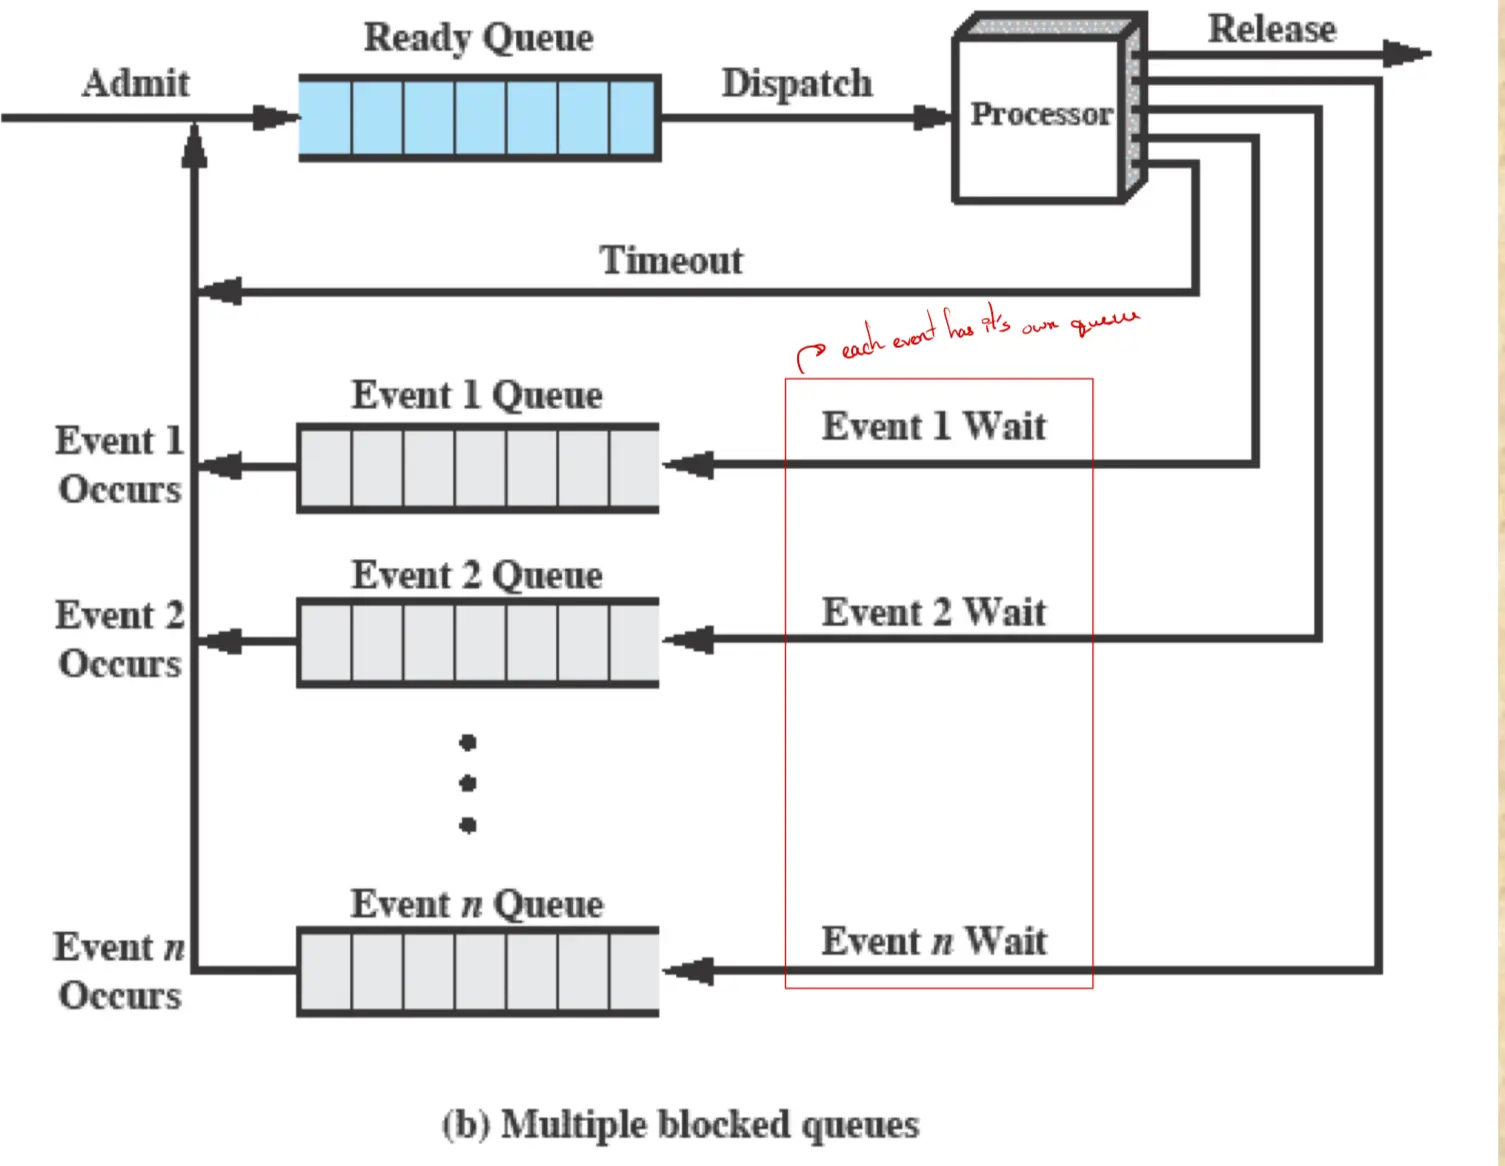 Ready Queue
Release
Admit
Dispatch
Processor
Timeout
each event has it's own queue
Event 1 Queue
Event 1 Wait
Event 1
Occurs
Event 2 Queue
Event 2 Wait
Event 2
Occurs
Event n Queue
Event n Wait
Event n
Occurs
(b) Multiple blocked queues